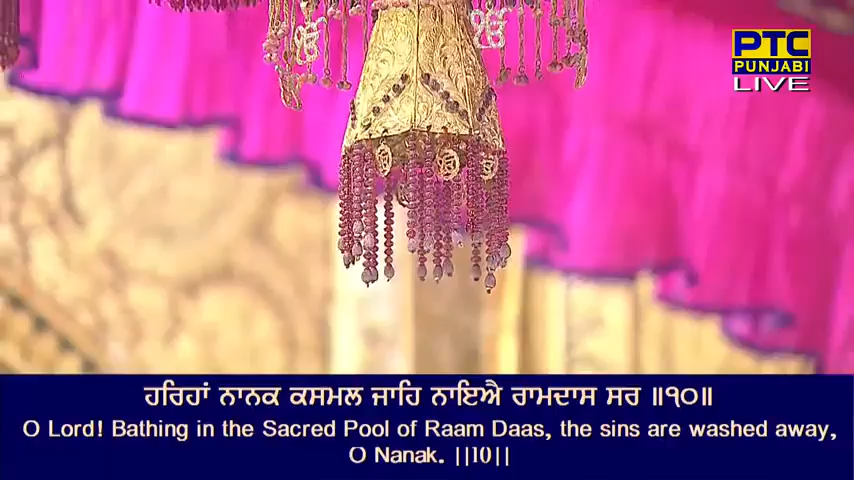 PTC
PUNJABI
LIVE
ਹਰਿਹਾਂ ਨਾਨਕ ਕਸਮਲ ਜਾਹਿ ਨਾਇਐ ਰਾਮਦਾਸ ਸਰ ॥੧੦॥
O Lord! Bathing in the Sacred Pool of Raam Daas, the sins are washed away,
O Nanak. ||10||